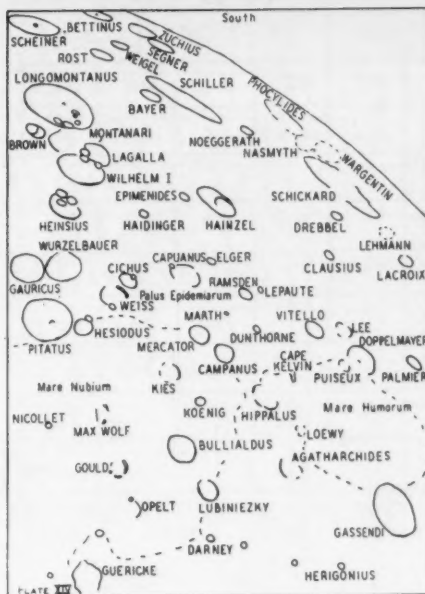 South
BETTINUS
SCHEINER
ZUCHIUS
SEGNER
ROST
WEIGEL
LONGOMONTANUS
SCHILLER
PHOCYLIDES
BAYER
BROWN
MONTANARI
NOEGGERATH
NASMYTH
WARGENTIN
LAGALLA
WILHELM I
EPIMENIDES
SCHICKARD
HEINSIUS
HAIDINGER
HAINZEL
DREBBEL
LEHMANN
WURZELBAUER
CAPUANUS
ELGER
CLAUSIUS
LACROIX
CICHUS
GAURICUS
RAMSDEN
LEPAUTE
Palus Epidemiarum
WEISS
MARTH
VITELLO
HESIODUS
LEE
PITATUS
MERCATOR
DUNTHORNE
DOPPELMAYER
CAMPANUS
CAPE
KELVIN
PUISEUX
PALMIER
Mare Nubium
KIES
Mare Humorum
NICOLLET
KOENIG
HIPPALUS
MAX WOLF
LOEWY
BULLIALDUS
AGATHARCHIDES
GOULD
OPELT
LUBINIEZKY
GASSENDI
DARNEY
GUERICKE
HERIGONIUS
PLATE XIV